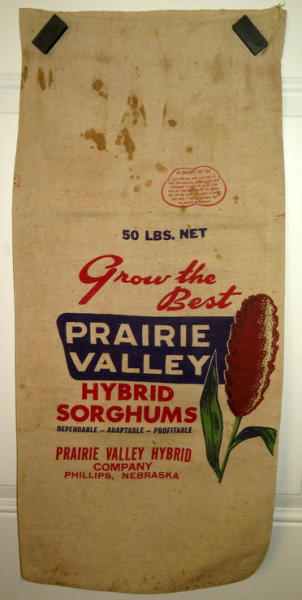 50 LBS. NET
Grow the
Best
PRAIRIE
VALLEY
HYBRID
SORGHUMS
DEPENDABLE – ADAPTABLE – PROFITABLE
PRAIRIE VALLEY HYBRID
COMPANY
PHILLIPS, NEBRASKA